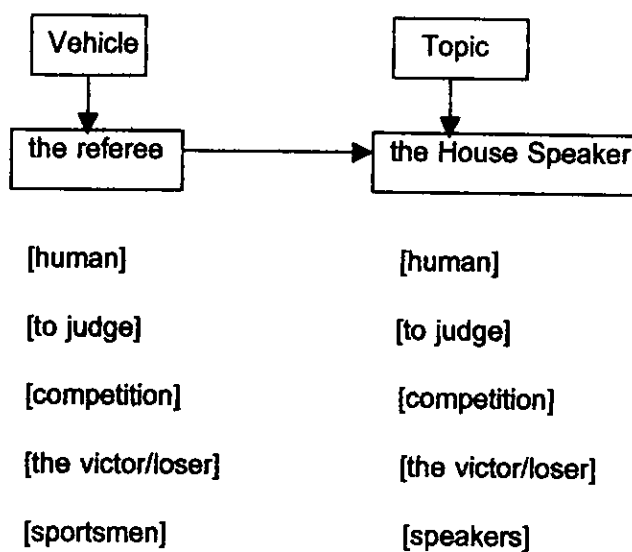 Vehicle Topic
the referee the House Speaker
[human] [human]
[to judge] [to judge]
[competition] [competition]
[the victor/loser] [the victor/loser]
[sportsmen] [speakers]